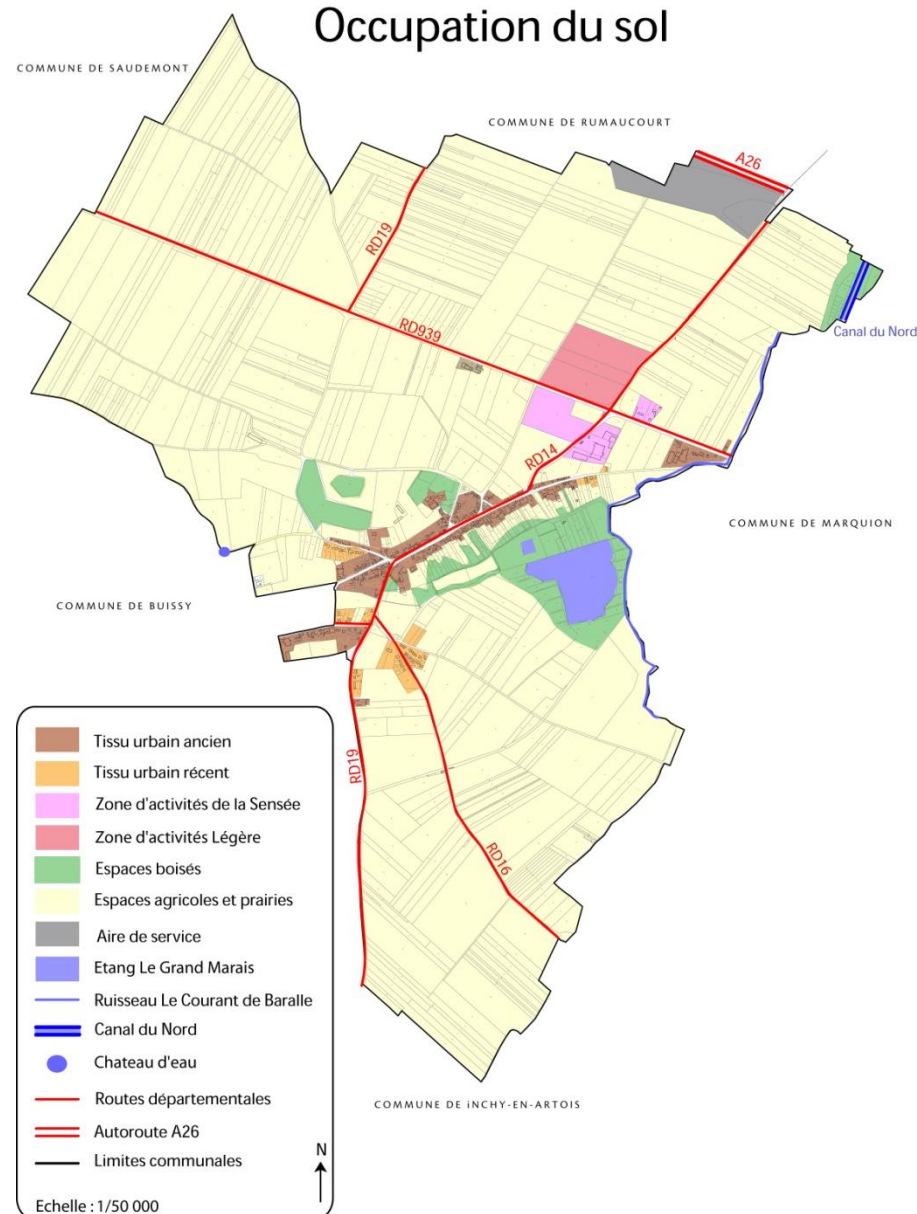 Occupation du sol
COMMUNE DE SAUDEMONT
COMMUNE DE RUMAUCOURT
A26
RD19
RD939
Canal du Nord
RD14
COMMUNE DE MARQUION
COMMUNE DE BUISSY
RD19
RD16
Tissu urbain ancien
Tissu urbain récent
Zone d'activités de la Sensée
Zone d'activités Légère
Espaces boisés
Espaces agricoles et prairies
Aire de service
Etang Le Grand Marais
Ruisseau Le Courant de Baralle
Canal du Nord
Chateau d'eau
Routes départementales
Autoroute A26
Limites communales
N
Echelle : 1/50 000
COMMUNE DE iNCHY-EN-ARTOIS